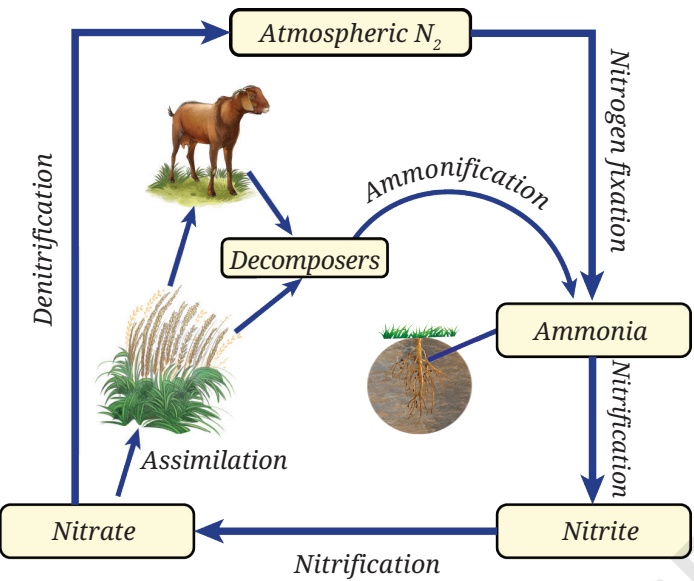 Atmospheric N₂
Nitrogen fixation
Ammonification
Denitrification
Decomposers
Ammonia
Nitrification
Assimilation
Nitrate
Nitrite
Nitrification